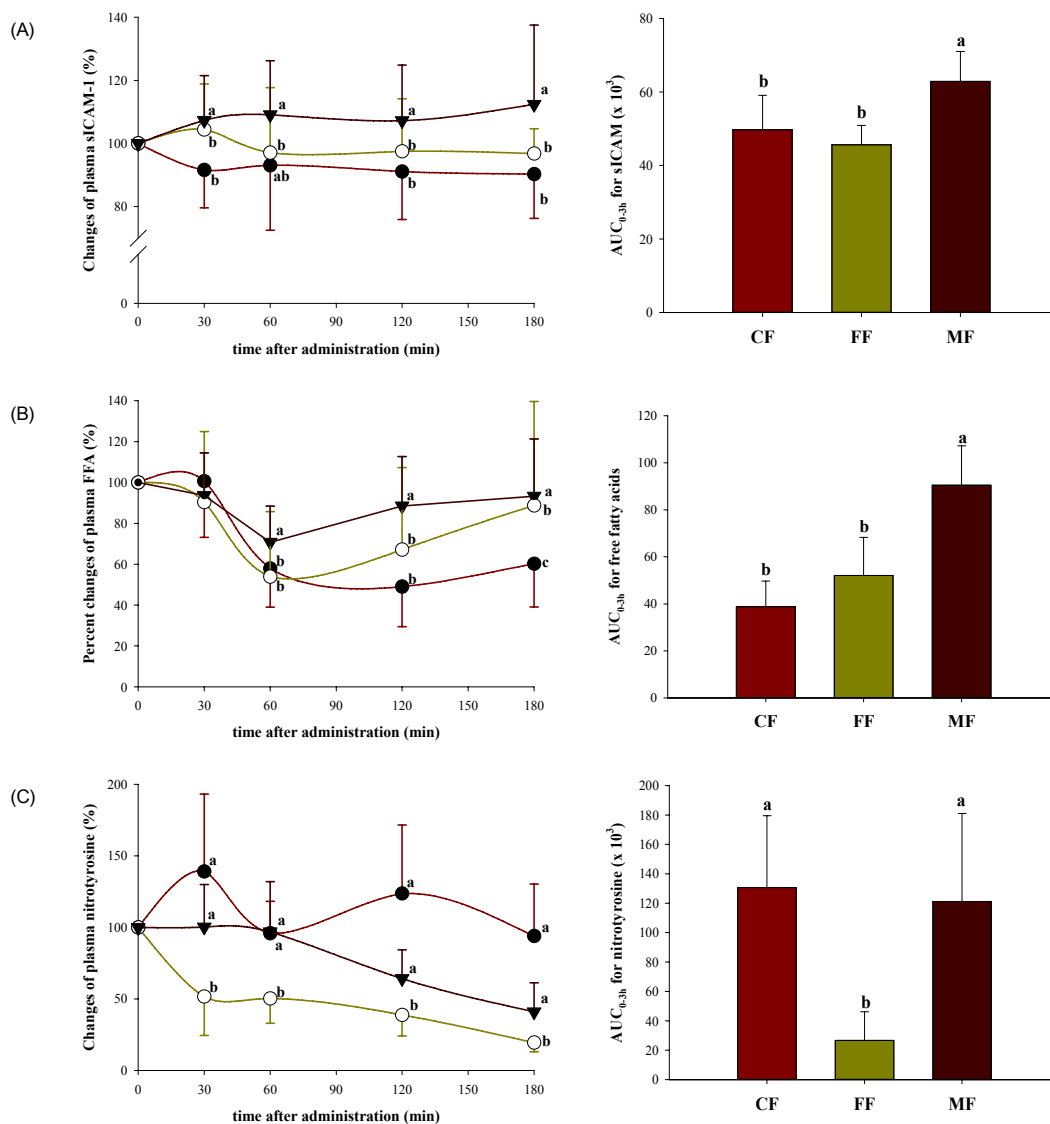 (A)
Changes of plasma sICAM-1 (%)
140
120
100
80
0
a
a
a
a
b
b
b
b
b
ab
b
b
0 30 60 90 120 150 180
time after administration (min)
AUC0-3h for sICAM (x 10³)
80
60
40
20
0
b
b
a
CF FF MF
(B)
Percent changes of plasma FFA (%)
140
120
100
80
60
40
20
0
a
a
a
b
b
b
b
b
c
0 30 60 90 120 150 180
time after administration (min)
AUC0-3h for free fatty acids
120
100
80
60
40
20
0
b
b
a
CF FF MF
(C)
Changes of plasma nitrotyrosine (%)
200
150
100
50
0
a
a
a
a
a
a
a
a
b
b
b
b
0 30 60 90 120 150 180
time after administration (min)
AUC0-3h for nitrotyrosine (x 10³)
200
180
160
140
120
100
80
60
40
20
0
a
b
a
CF FF MF